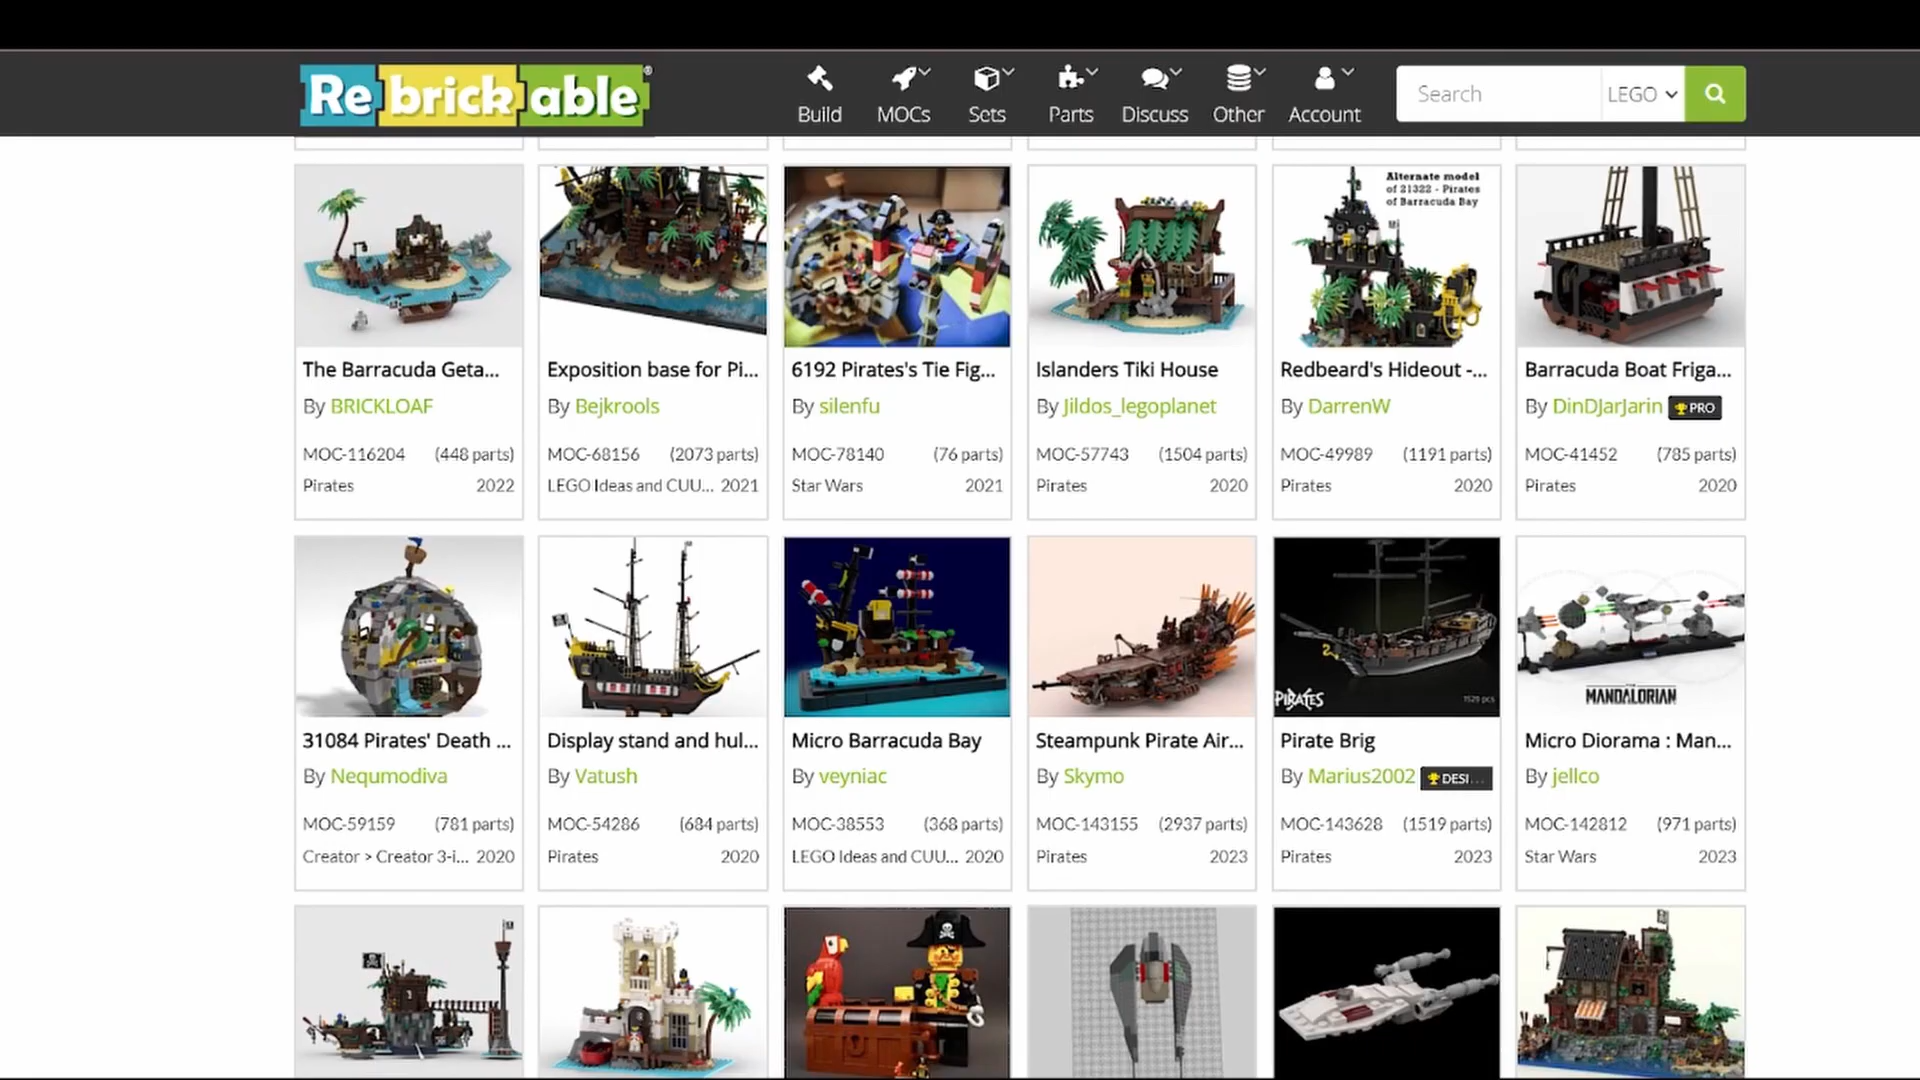 Rebrickable®
Build
MOCs
Sets
Parts
Discuss
Other
Account
Search
LEGO
Alternate model
of 21322 - Pirates
of Barracuda Bay
The Barracuda Geta...
Exposition base for Pi...
6192 Pirates's Tie Fig...
Islanders Tiki House
Redbeard's Hideout -...
Barracuda Boat Friga...
By BRICKLOAF
By Bejkrools
By silenfu
By Jildos_legoplanet
By DarrenW
By DinDJarJarin PRO
MOC-116204 (448 parts)
MOC-68156 (2073 parts)
MOC-78140 (76 parts)
MOC-57743 (1504 parts)
MOC-49989 (1191 parts)
MOC-41452 (785 parts)
Pirates 2022
LEGO Ideas and CUU... 2021
Star Wars 2021
Pirates 2020
Pirates 2020
Pirates 2020
PIRATES
1529 pcs
MANDALORIAN
31084 Pirates' Death ...
Display stand and hul...
Micro Barracuda Bay
Steampunk Pirate Air...
Pirate Brig
Micro Diorama : Man...
By Nequmodiva
By Vatush
By veyniac
By Skymo
By Marius2002 DESI...
By jellco
MOC-59159 (781 parts)
MOC-54286 (684 parts)
MOC-38553 (368 parts)
MOC-143155 (2937 parts)
MOC-143628 (1519 parts)
MOC-142812 (971 parts)
Creator > Creator 3-i... 2020
Pirates 2020
LEGO Ideas and CUU... 2020
Pirates 2023
Pirates 2023
Star Wars 2023